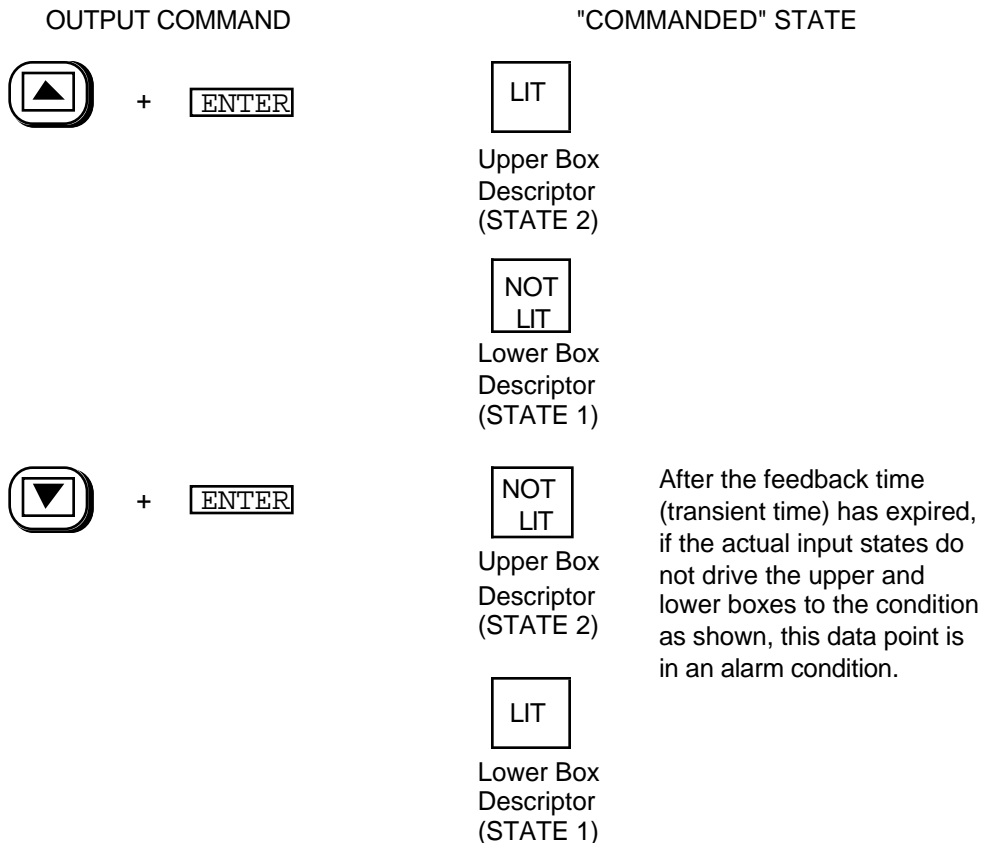 OUTPUT COMMAND
"COMMANDED" STATE
+ ENTER
LIT
Upper Box
Descriptor
(STATE 2)
NOT
LIT
Lower Box
Descriptor
(STATE 1)
+ ENTER
NOT
LIT
Upper Box
Descriptor
(STATE 2)
After the feedback time
(transient time) has expired,
if the actual input states do
not drive the upper and
lower boxes to the condition
as shown, this data point is
in an alarm condition.
LIT
Lower Box
Descriptor
(STATE 1)